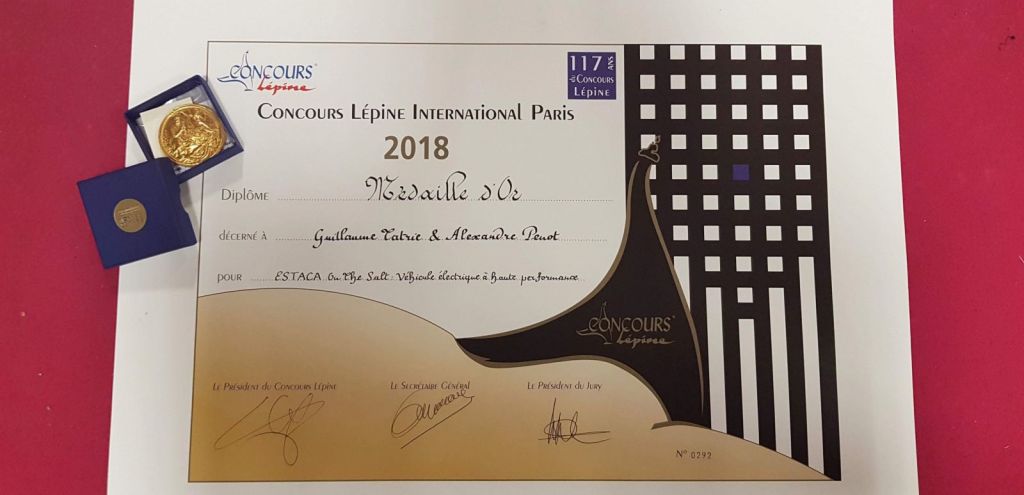 CONCOURS
Lépine
117 ANS
du CONCOURS
LÉPINE
CONCOURS LÉPINE INTERNATIONAL PARIS
2018
DIPLÔME Médaille d'Or
DÉCERNÉ À Guillaume Tatrie & Alexandre Penot
POUR ESTACA On The Salt : Véhicule électrique à haute performance
CONCOURS
Lépine
LE PRÉSIDENT DU CONCOURS LÉPINE
LE SECRÉTAIRE GÉNÉRAL
LE PRÉSIDENT DU JURY
N° 0292